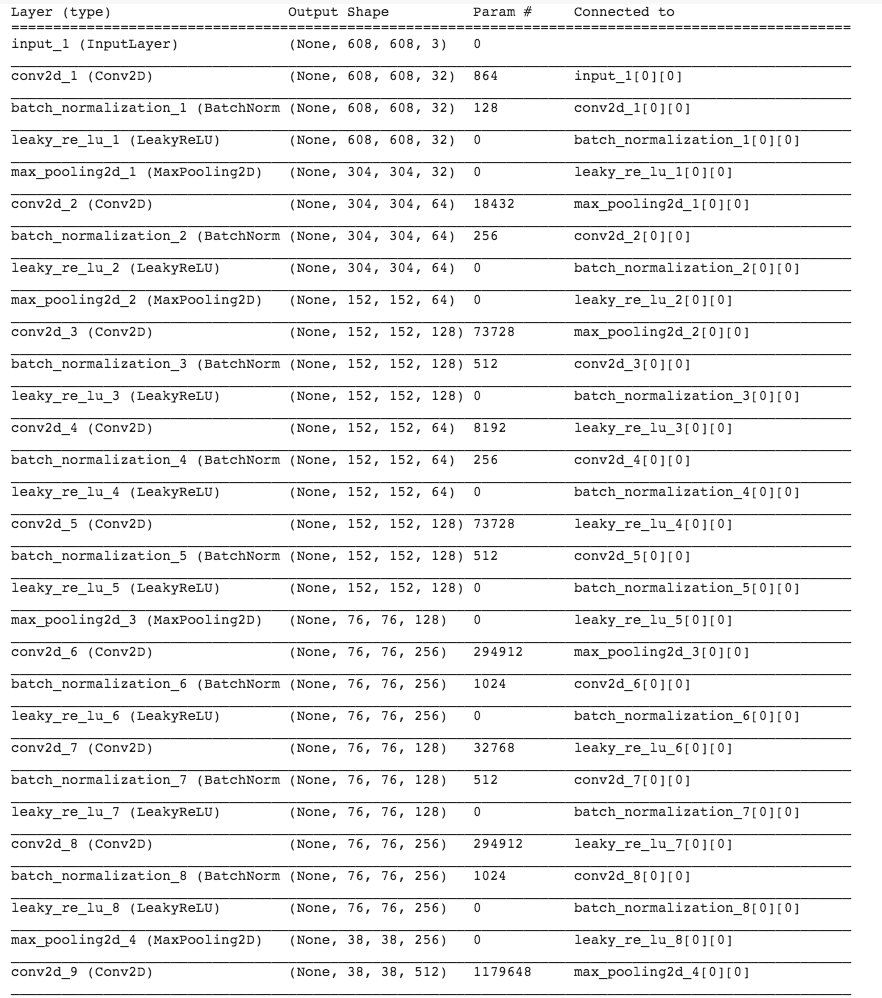 Layer (type) Output Shape Param # Connected to
==================================================================================================
input_1 (InputLayer) (None, 608, 608, 3) 0
conv2d_1 (Conv2D) (None, 608, 608, 32) 864 input_1[0][0]
batch_normalization_1 (BatchNorm (None, 608, 608, 32) 128 conv2d_1[0][0]
leaky_re_lu_1 (LeakyReLU) (None, 608, 608, 32) 0 batch_normalization_1[0][0]
max_pooling2d_1 (MaxPooling2D) (None, 304, 304, 32) 0 leaky_re_lu_1[0][0]
conv2d_2 (Conv2D) (None, 304, 304, 64) 18432 max_pooling2d_1[0][0]
batch_normalization_2 (BatchNorm (None, 304, 304, 64) 256 conv2d_2[0][0]
leaky_re_lu_2 (LeakyReLU) (None, 304, 304, 64) 0 batch_normalization_2[0][0]
max_pooling2d_2 (MaxPooling2D) (None, 152, 152, 64) 0 leaky_re_lu_2[0][0]
conv2d_3 (Conv2D) (None, 152, 152, 128) 73728 max_pooling2d_2[0][0]
batch_normalization_3 (BatchNorm (None, 152, 152, 128) 512 conv2d_3[0][0]
leaky_re_lu_3 (LeakyReLU) (None, 152, 152, 128) 0 batch_normalization_3[0][0]
conv2d_4 (Conv2D) (None, 152, 152, 64) 8192 leaky_re_lu_3[0][0]
batch_normalization_4 (BatchNorm (None, 152, 152, 64) 256 conv2d_4[0][0]
leaky_re_lu_4 (LeakyReLU) (None, 152, 152, 64) 0 batch_normalization_4[0][0]
conv2d_5 (Conv2D) (None, 152, 152, 128) 73728 leaky_re_lu_4[0][0]
batch_normalization_5 (BatchNorm (None, 152, 152, 128) 512 conv2d_5[0][0]
leaky_re_lu_5 (LeakyReLU) (None, 152, 152, 128) 0 batch_normalization_5[0][0]
max_pooling2d_3 (MaxPooling2D) (None, 76, 76, 128) 0 leaky_re_lu_5[0][0]
conv2d_6 (Conv2D) (None, 76, 76, 256) 294912 max_pooling2d_3[0][0]
batch_normalization_6 (BatchNorm (None, 76, 76, 256) 1024 conv2d_6[0][0]
leaky_re_lu_6 (LeakyReLU) (None, 76, 76, 256) 0 batch_normalization_6[0][0]
conv2d_7 (Conv2D) (None, 76, 76, 128) 32768 leaky_re_lu_6[0][0]
batch_normalization_7 (BatchNorm (None, 76, 76, 128) 512 conv2d_7[0][0]
leaky_re_lu_7 (LeakyReLU) (None, 76, 76, 128) 0 batch_normalization_7[0][0]
conv2d_8 (Conv2D) (None, 76, 76, 256) 294912 leaky_re_lu_7[0][0]
batch_normalization_8 (BatchNorm (None, 76, 76, 256) 1024 conv2d_8[0][0]
leaky_re_lu_8 (LeakyReLU) (None, 76, 76, 256) 0 batch_normalization_8[0][0]
max_pooling2d_4 (MaxPooling2D) (None, 38, 38, 256) 0 leaky_re_lu_8[0][0]
conv2d_9 (Conv2D) (None, 38, 38, 512) 1179648 max_pooling2d_4[0][0]